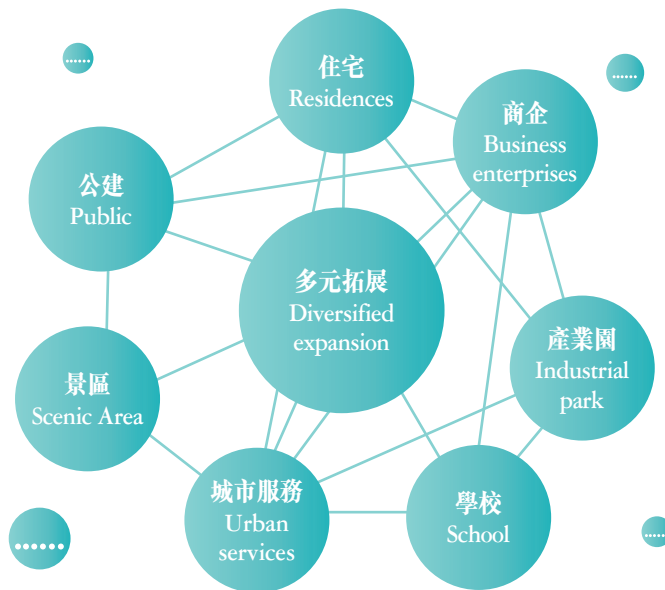 住宅
Residences
商企
Business
enterprises
公建
Public
多元拓展
Diversified
expansion
產業園
Industrial
park
景區
Scenic Area
城市服務
Urban
services
學校
School
......
......
......
......